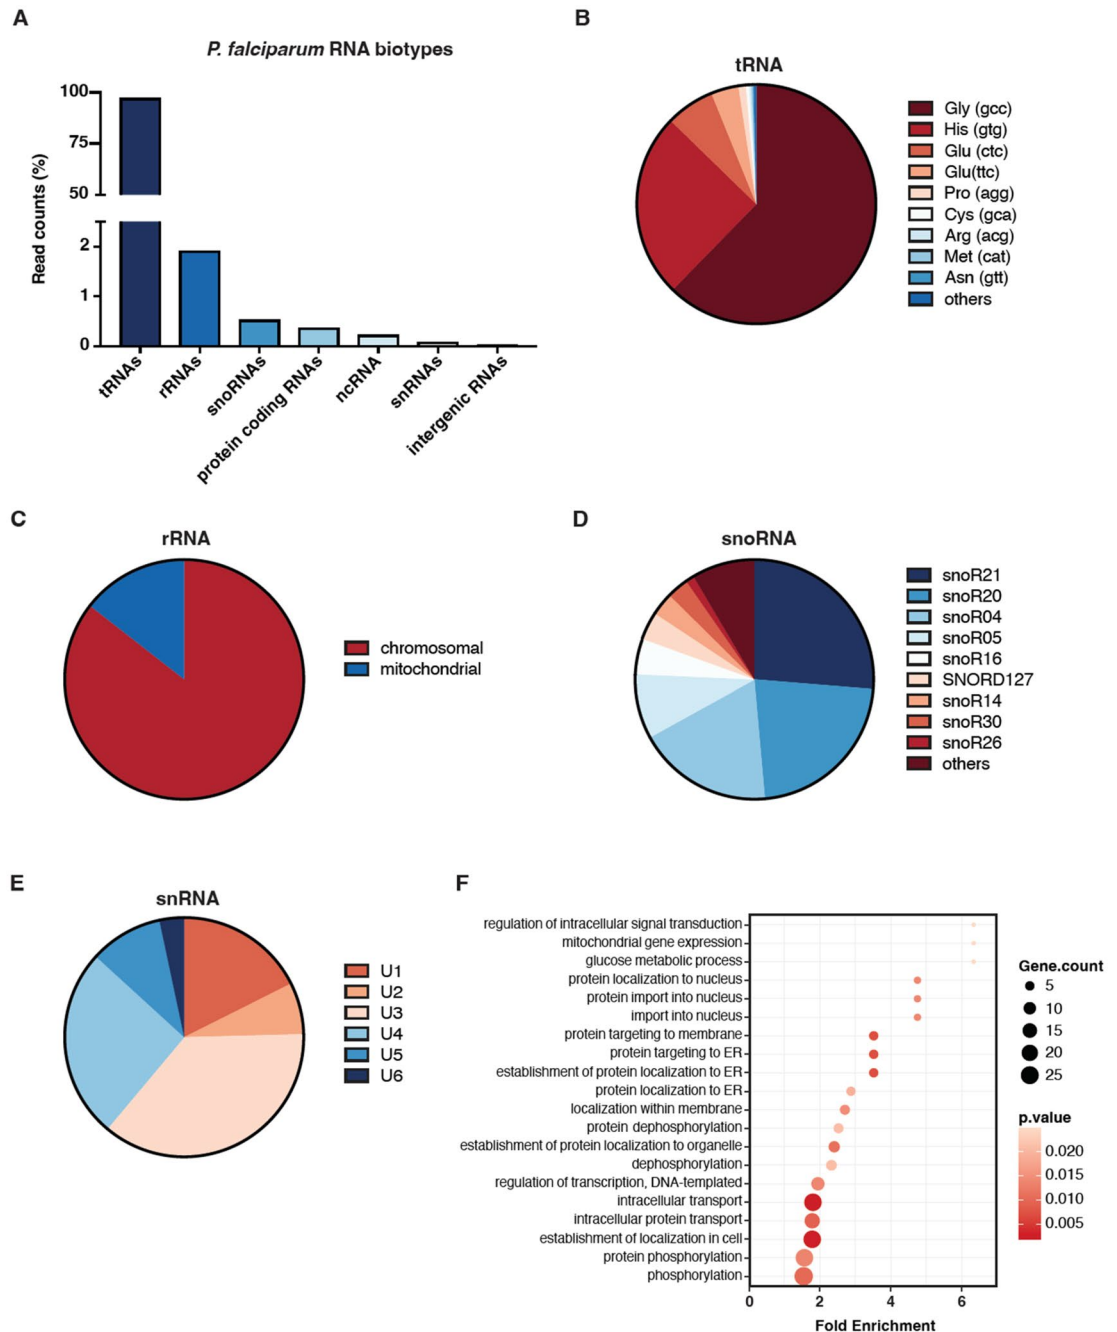 A
P. falciparum RNA biotypes
Read counts (%)
100
75
50
2
1
0
tRNAs
rRNAs
snoRNAs
protein coding RNAs
ncRNA
snRNAs
intergenic RNAs
B
tRNA
Gly (gcc)
His (gtg)
Glu (ctc)
Glu(ttc)
Pro (agg)
Cys (gca)
Arg (acg)
Met (cat)
Asn (gtt)
others
C
rRNA
chromosomal
mitochondrial
D
snoRNA
snoR21
snoR20
snoR04
snoR05
snoR16
SNORD127
snoR14
snoR30
snoR26
others
E
snRNA
U1
U2
U3
U4
U5
U6
F
regulation of intracellular signal transduction
mitochondrial gene expression
glucose metabolic process
protein localization to nucleus
protein import into nucleus
import into nucleus
protein targeting to membrane
protein targeting to ER
establishment of protein localization to ER
protein localization to ER
localization within membrane
protein dephosphorylation
establishment of protein localization to organelle
dephosphorylation
regulation of transcription, DNA-templated
intracellular transport
intracellular protein transport
establishment of localization in cell
protein phosphorylation
phosphorylation
0 2 4 6
Fold Enrichment
Gene.count
5
10
15
20
25
p.value
0.020
0.015
0.010
0.005